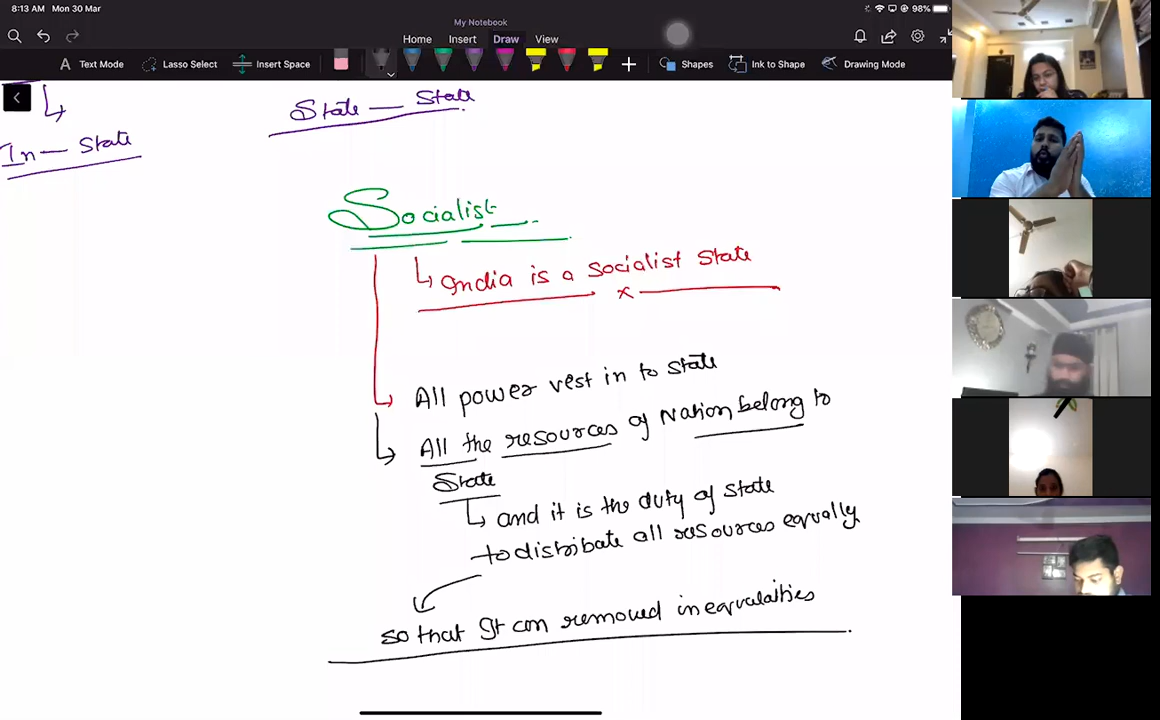 8:13 AM Mon 30 Mar
98%
My Notebook
Home Insert Draw View
Text Mode Lasso Select Insert Space Shapes Ink to Shape Drawing Mode
State — State
In — State
Socialist
India is a socialist state
x
All power vest in to state
All the resources of Nation belong to
State
and it is the duty of state
to distribate all resources equally
so that It can removed inequalaities